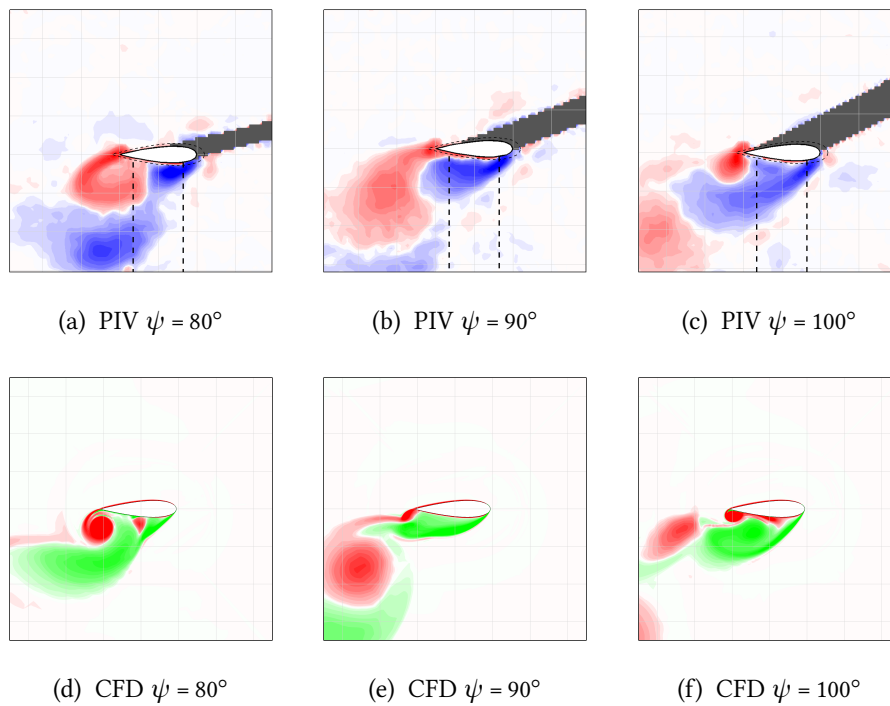 (a) PIV ψ = 80°
(b) PIV ψ = 90°
(c) PIV ψ = 100°
(d) CFD ψ = 80°
(e) CFD ψ = 90°
(f) CFD ψ = 100°